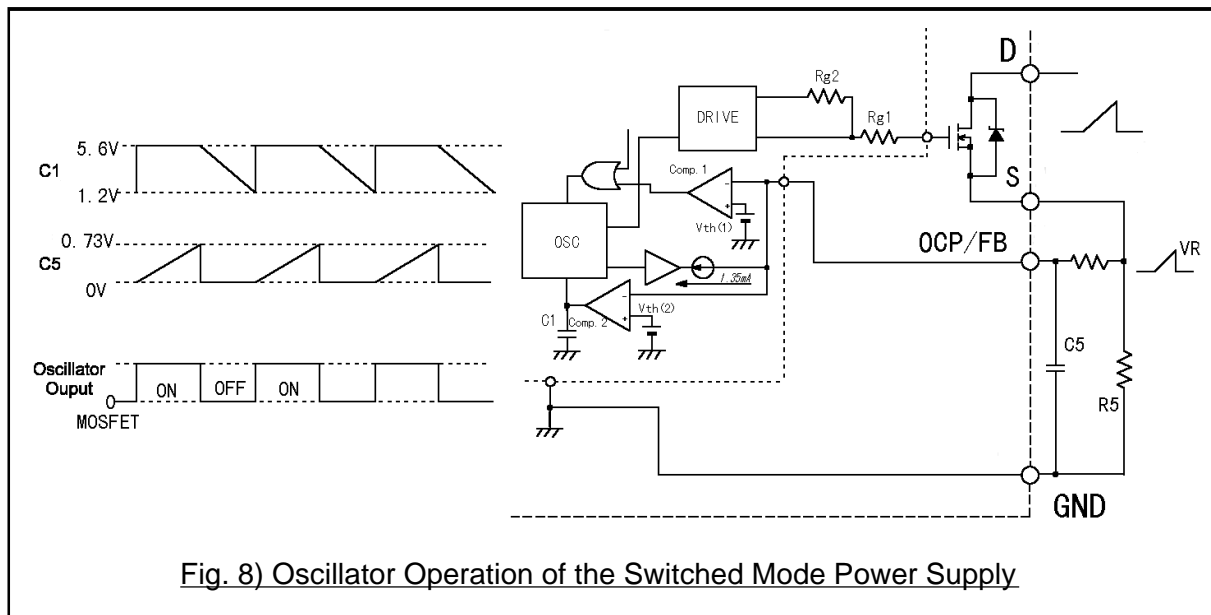 5. 6V
C1
1. 2V
0. 73V
C5
0V
Oscillator
Ouput
0
ON
OFF
ON
MOSFET
DRIVE
Rg2
Rg1
D
S
Comp. 1
Vth(1)
OSC
OCP/FB
VR
1. 35mA
C1
Comp. 2
Vth(2)
C5
R5
GND
Fig. 8) Oscillator Operation of the Switched Mode Power Supply